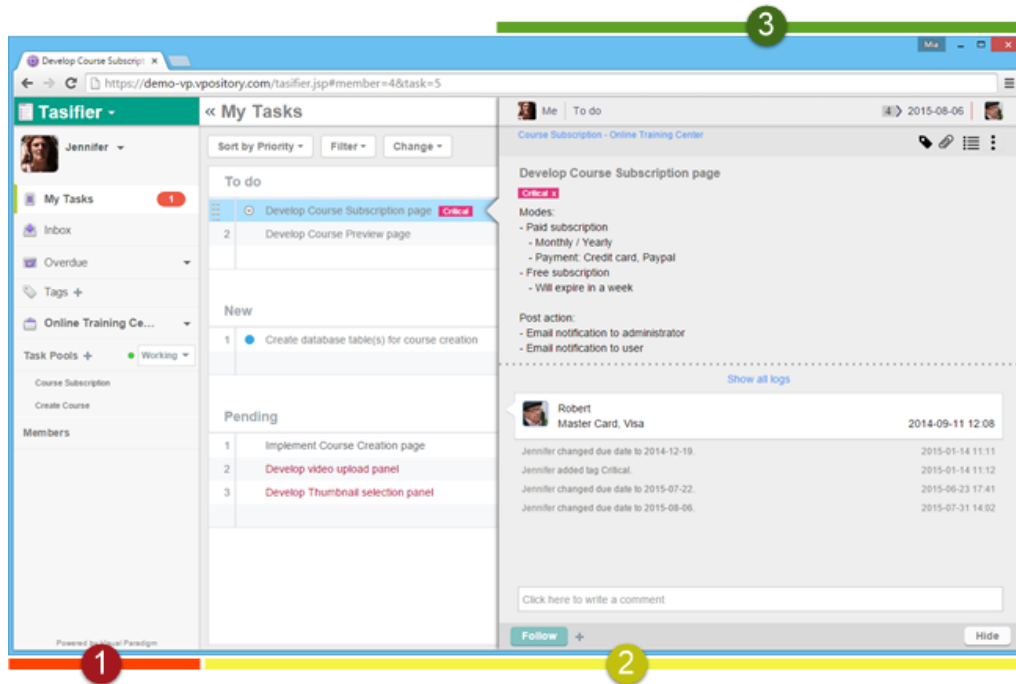 3
Develop Course Subscript
Mia
https://demo-vp.vpository.com/tasifier.jsp#member=4&task=5
Tasifier
« My Tasks
Me
To do
4
2015-08-06
Jennifer
Sort by Priority
Filter
Change
Course Subscription - Online Training Center
To do
Develop Course Subscription page
Critical x
My Tasks
1
Develop Course Subscription page Critical
Modes:
- Paid subscription
- Monthly / Yearly
- Payment: Credit card, Paypal
- Free subscription
- Will expire in a week
Inbox
2
Develop Course Preview page
Overdue
Tags +
New
Post action:
- Email notification to administrator
- Email notification to user
Online Training Ce...
1
Create database table(s) for course creation
Task Pools +
Working
Show all logs
Course Subscription
Create Course
Members
Pending
Robert
Master Card, Visa
2014-09-11 12:08
1
Implement Course Creation page
Jennifer changed due date to 2014-12-19.
2015-01-14 11:11
2
Develop video upload panel
Jennifer added tag Critical.
2015-01-14 11:12
3
Develop Thumbnail selection panel
Jennifer changed due date to 2015-07-22.
2015-06-23 17:41
Jennifer changed due date to 2015-08-06.
2015-07-31 14:02
Click here to write a comment
Powered by Visual Paradigm
Follow
+
Hide
1
2